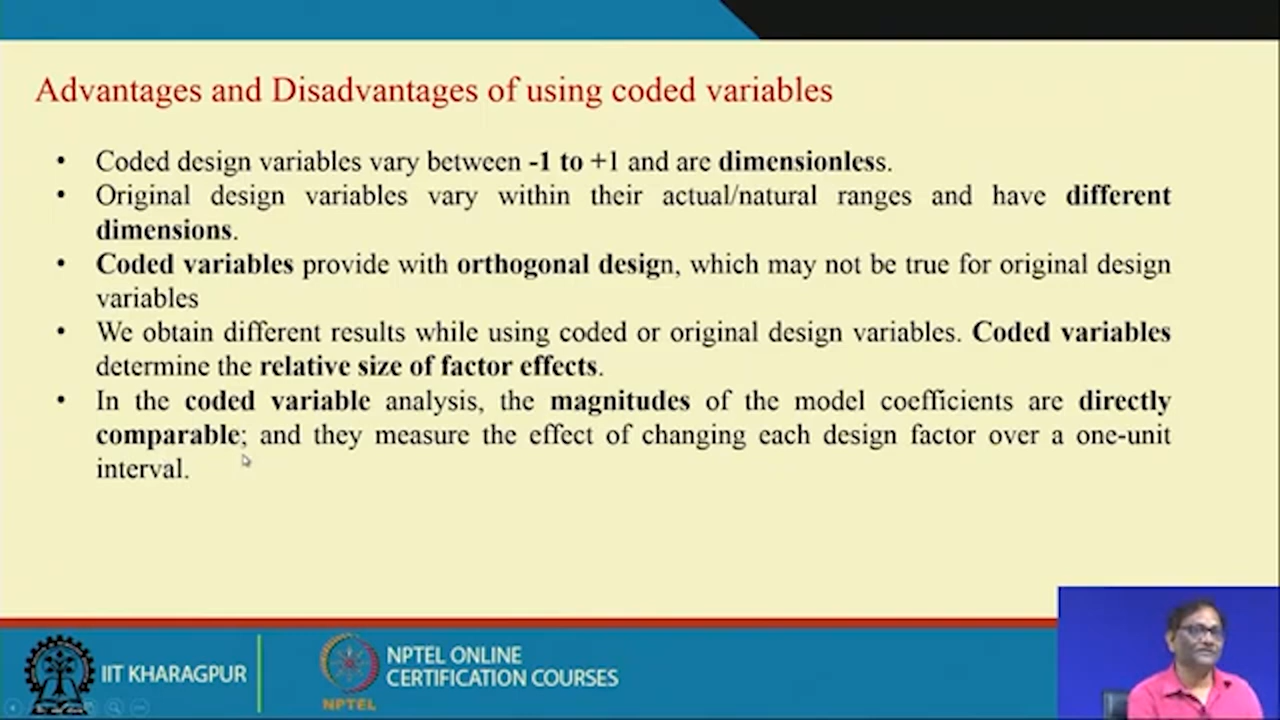 Advantages and Disadvantages of using coded variables
• Coded design variables vary between -1 to +1 and are dimensionless.
• Original design variables vary within their actual/natural ranges and have different
dimensions.
• Coded variables provide with orthogonal design, which may not be true for original design
variables
• We obtain different results while using coded or original design variables. Coded variables
determine the relative size of factor effects.
• In the coded variable analysis, the magnitudes of the model coefficients are directly
comparable; and they measure the effect of changing each design factor over a one-unit
interval.
IIT KHARAGPUR
NPTEL
NPTEL ONLINE
CERTIFICATION COURSES